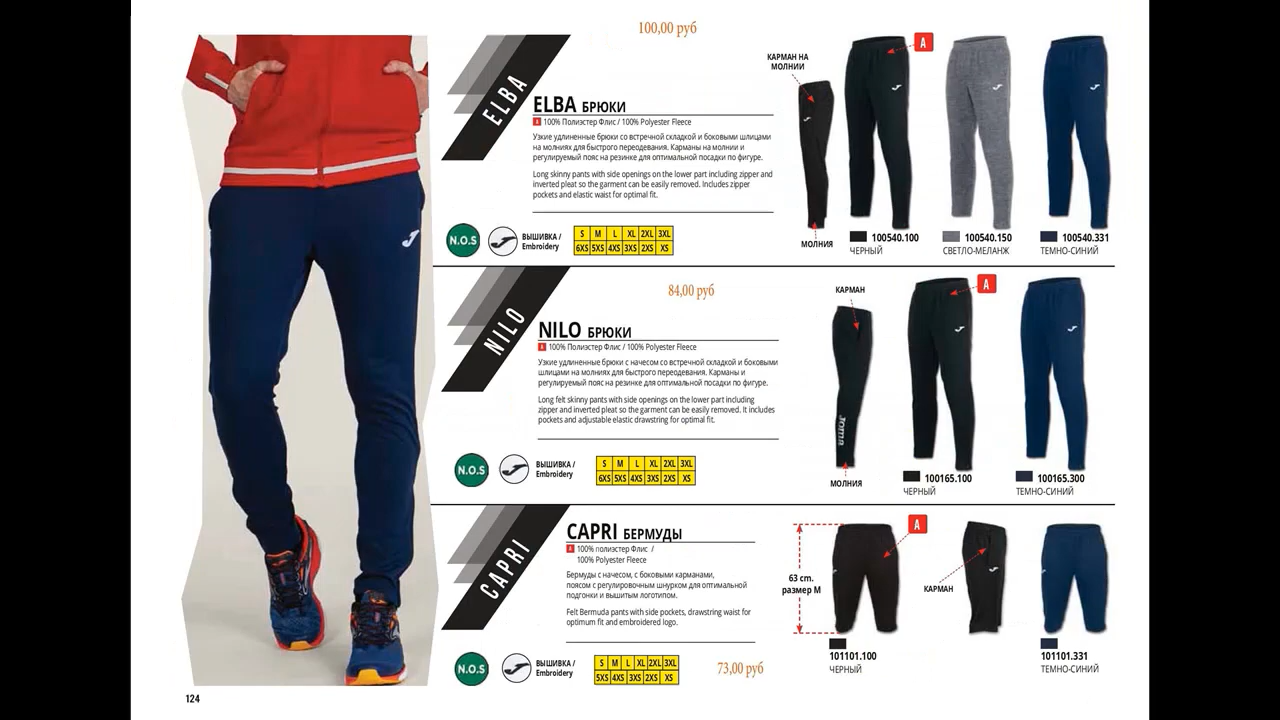 100,00 руб
ELBA
ELBA БРЮКИ
A 100% Полиэстер Флис / 100% Polyester Fleece
Узкие удлиненные брюки со встречной складкой и боковыми шлицами
на молниях для быстрого переодевания. Карманы на молнии и
регулируемый пояс на резинке для оптимальной посадки по фигуре.
Long skinny pants with side openings on the lower part including zipper and
inverted pleat so the garment can be easily removed. Includes zipper
pockets and elastic waist for optimal fit.
N.O.S
ВЫШИВКА /
Embroidery
S M L XL 2XL 3XL
6XS 5XS 4XS 3XS 2XS XS
КАРМАН НА
МОЛНИИ
A
МОЛНИЯ
100540.100
ЧЕРНЫЙ
100540.150
СВЕТЛО-МЕЛАНЖ
100540.331
ТЕМНО-СИНИЙ
84,00 руб
NILO
NILO БРЮКИ
A 100% Полиэстер Флис / 100% Polyester Fleece
Узкие удлиненные брюки с начесом со встречной складкой и боковыми
шлицами на молниях для быстрого переодевания. Карманы и
регулируемый пояс на резинке для оптимальной посадки по фигуре.
Long felt skinny pants with side openings on the lower part including
zipper and inverted pleat so the garment can be easily removed. It includes
pockets and adjustable elastic drawstring for optimal fit.
N.O.S
ВЫШИВКА /
Embroidery
S M L XL 2XL 3XL
6XS 5XS 4XS 3XS 2XS XS
КАРМАН
A
Joma
МОЛНИЯ
100165.100
ЧЕРНЫЙ
100165.300
ТЕМНО-СИНИЙ
CAPRI
CAPRI БЕРМУДЫ
A 100% полиэстер Флис /
100% Polyester Fleece
Бермуды с начесом, с боковыми карманами,
поясом с регулировочным шнурком для оптимальной
подгонки и вышитым логотипом.
Felt Bermuda pants with side pockets, drawstring waist for
optimum fit and embroidered logo.
N.O.S
ВЫШИВКА /
Embroidery
S M L XL 2XL 3XL
5XS 4XS 3XS 2XS XS
73,00 руб
63 cm.
размер M
A
КАРМАН
101101.100
ЧЕРНЫЙ
101101.331
ТЕМНО-СИНИЙ
124